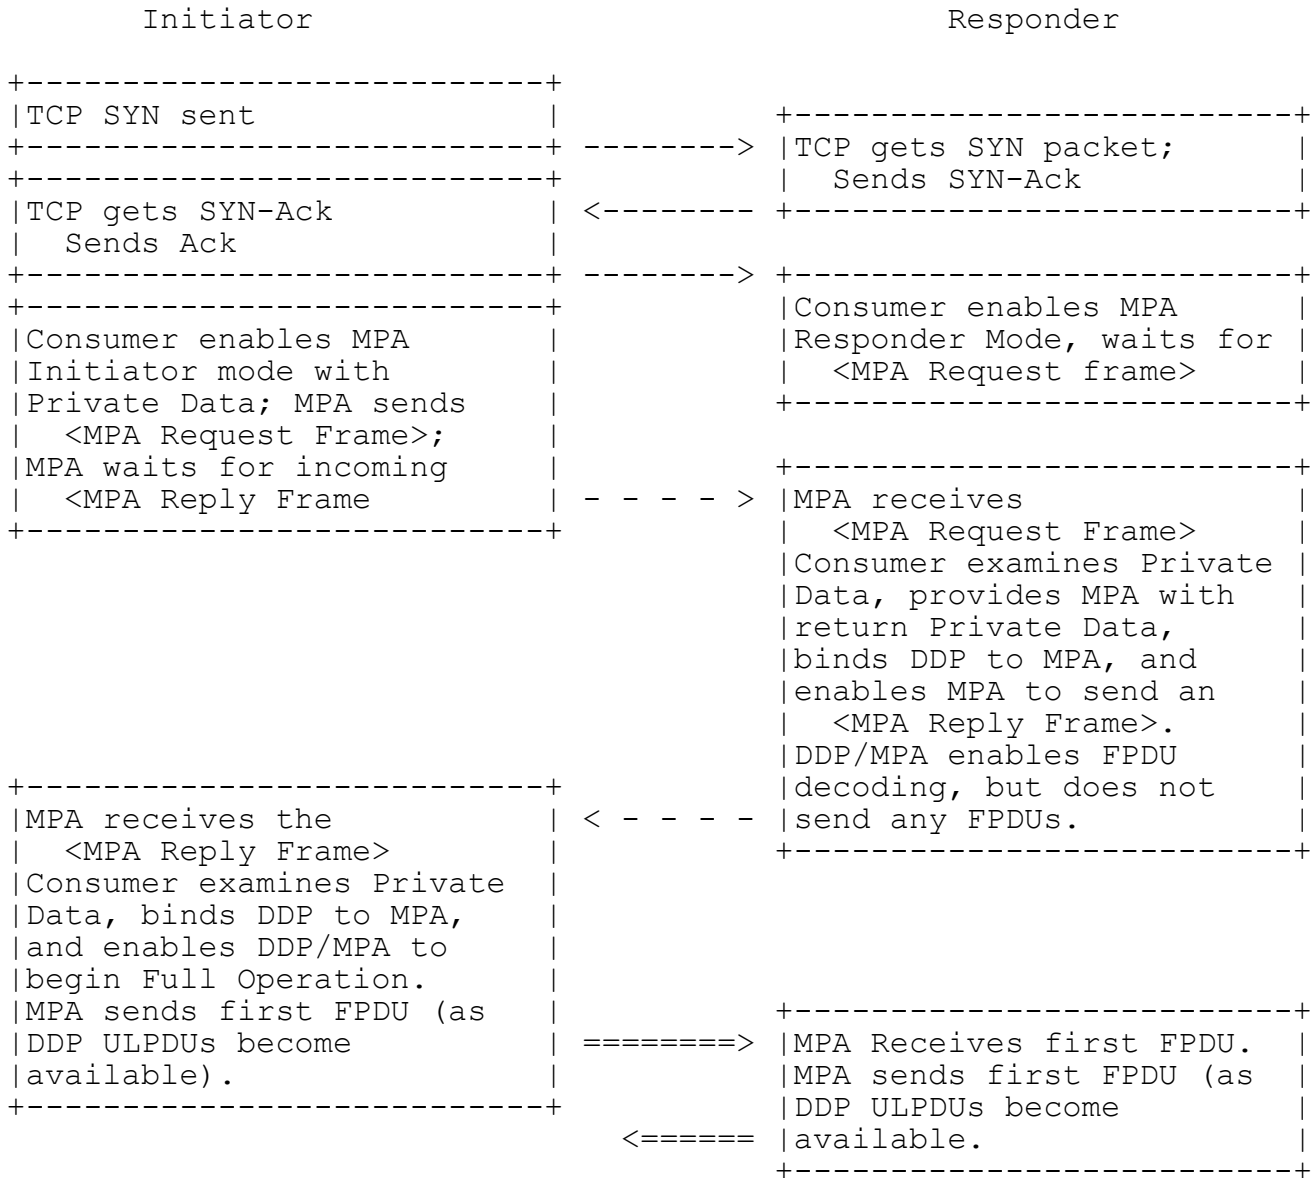 Initiator Responder
TCP SYN sent
TCP gets SYN packet;
Sends SYN-Ack
TCP gets SYN-Ack
Sends Ack
Consumer enables MPA
Responder Mode, waits for
<MPA Request frame>
Consumer enables MPA
Initiator mode with
Private Data; MPA sends
<MPA Request Frame>;
MPA waits for incoming
<MPA Reply Frame
MPA receives
<MPA Request Frame>
Consumer examines Private
Data, provides MPA with
return Private Data,
binds DDP to MPA, and
enables MPA to send an
<MPA Reply Frame>.
DDP/MPA enables FPDU
decoding, but does not
send any FPDUs.
MPA receives the
<MPA Reply Frame>
Consumer examines Private
Data, binds DDP to MPA,
and enables DDP/MPA to
begin Full Operation.
MPA sends first FPDU (as
DDP ULPDUs become
available).
MPA Receives first FPDU.
MPA sends first FPDU (as
DDP ULPDUs become
available.